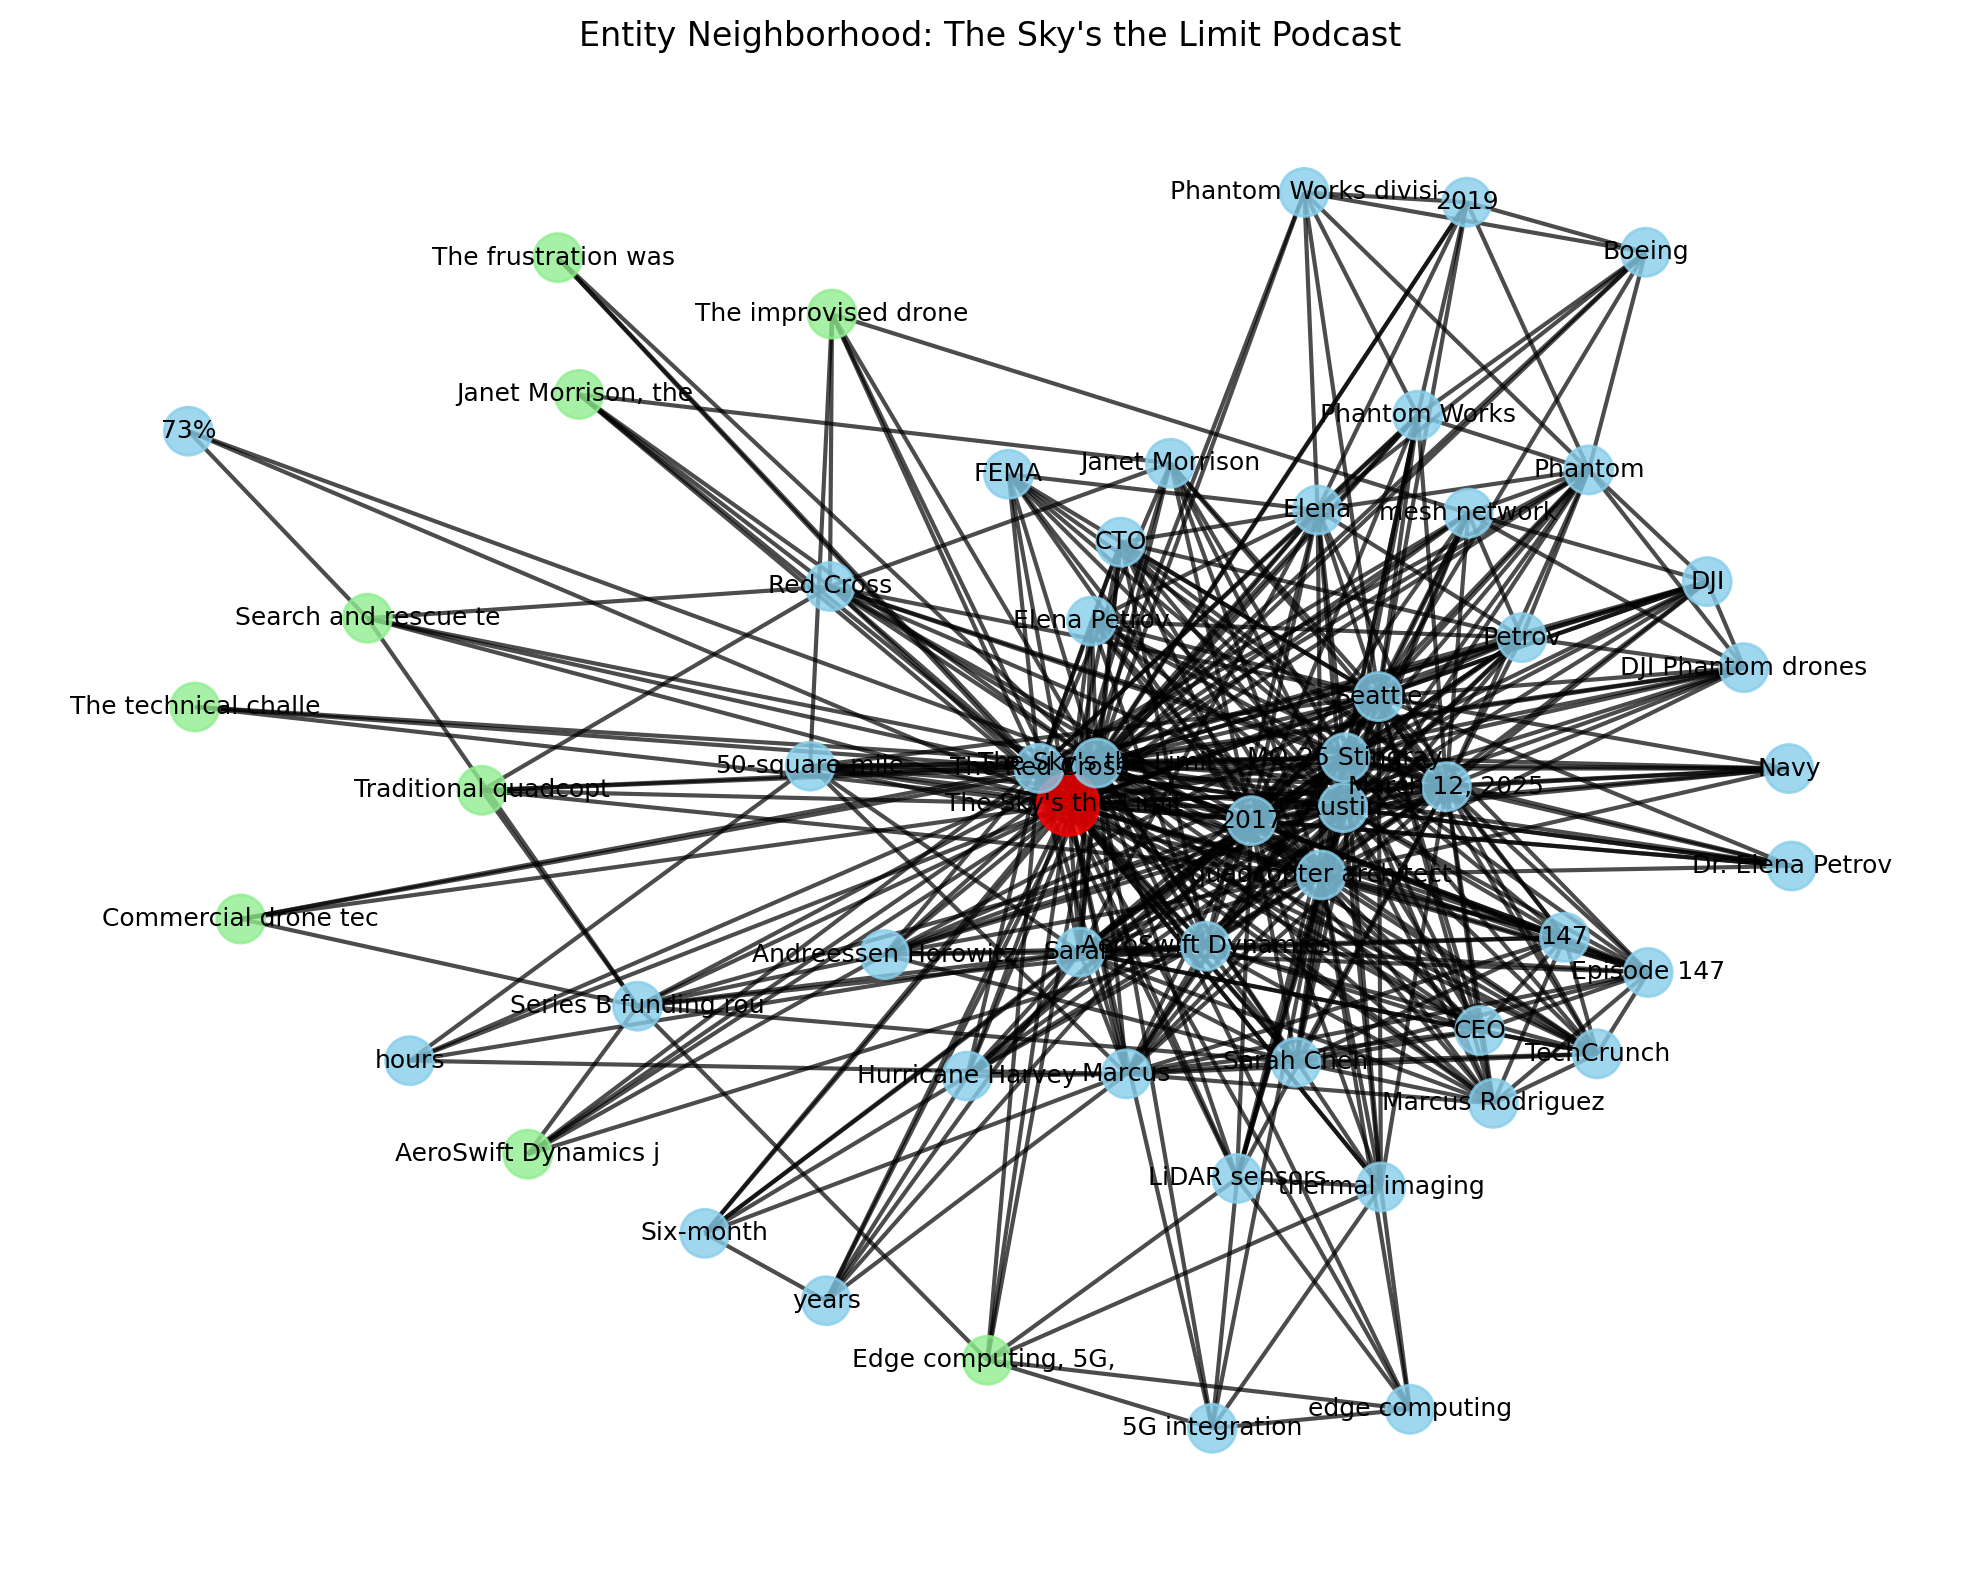 Entity Neighborhood: The Sky's the Limit Podcast
Phantom Works divisi
2019
Boeing
The frustration was
The improvised drone
Janet Morrison, the
Phantom Works
73%
FEMA
Janet Morrison
Phantom
Elena
mesh network
CTO
Red Cross
DJI
Search and rescue te
Elena Petrov
Petrov
DJI Phantom drones
Seattle
The technical challe
50-square-mile
The Sky's the Limit
The Red Cross
MQ-25 Stingray
Navy
Traditional quadcopt
March 12, 2025
The Sky's the Limit
2017
Austin
Dr. Elena Petrov
quadcopter architect
Commercial drone tec
147
Andreessen Horowitz
Sarah
AeroSwift Dynamics
Episode 147
Series B funding rou
CEO
hours
Hurricane Harvey
Marcus
Sarah Chen
TechCrunch
Marcus Rodriguez
AeroSwift Dynamics j
LiDAR sensors
thermal imaging
Six-month
years
Edge computing, 5G,
edge computing
5G integration